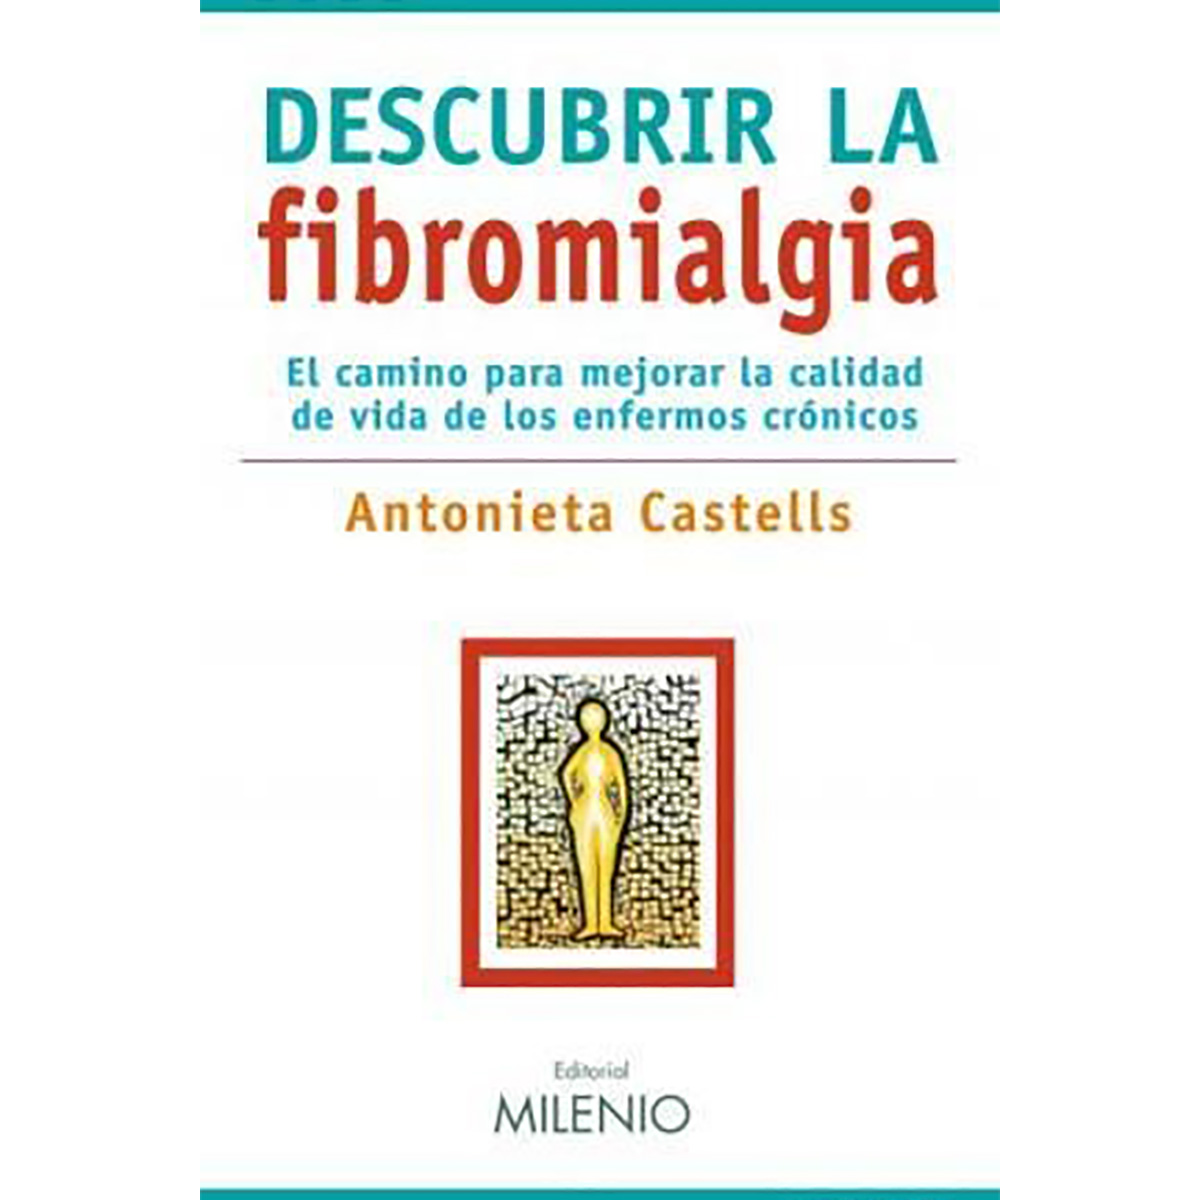 DESCUBRIR LA
fibromialgia
El camino para mejorar la calidad
de vida de los enfermos crónicos
Antonieta Castells
Editorial
MILENIO